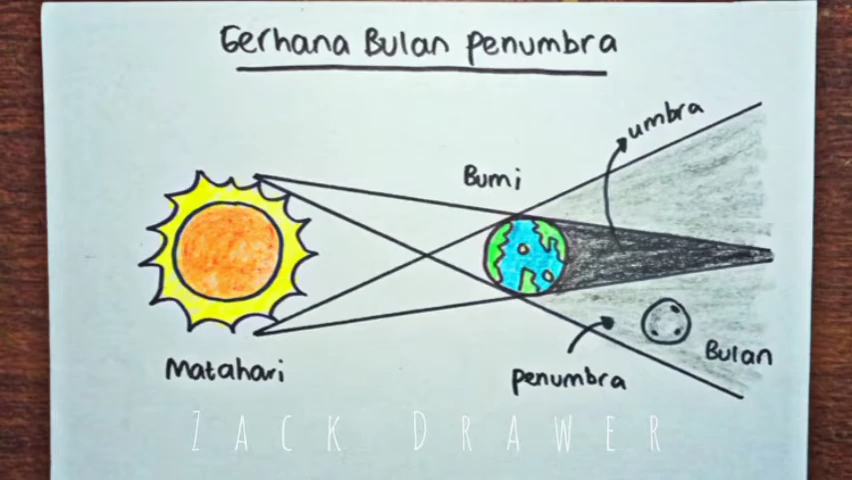 Gerhana Bulan Penumbra
umbra
Bumi
Matahari
penumbra
Bulan
ZACK DRAWER